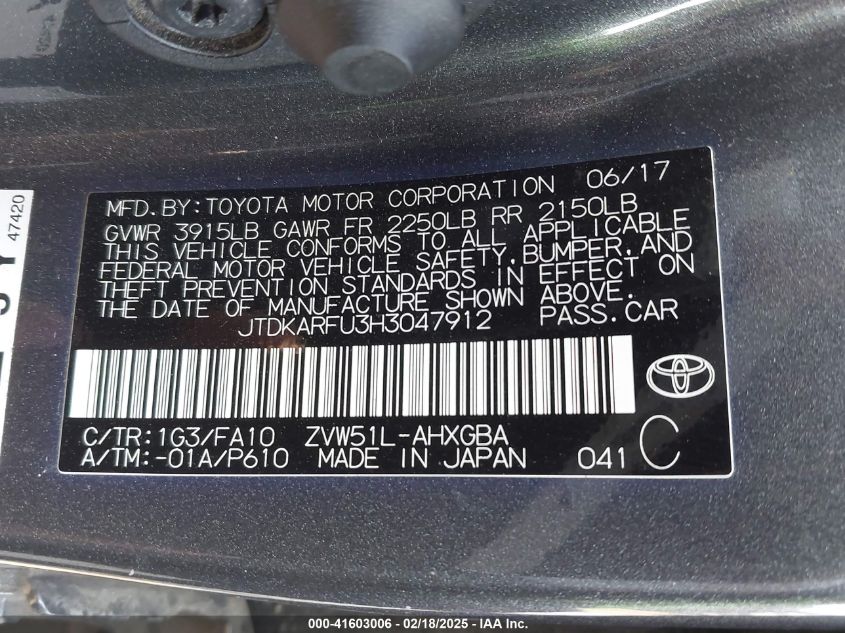 MFD.BY:TOYOTA MOTOR CORPORATION 06/17
GVWR 3915LB GAWR FR 2250LB RR 2150LB
THIS VEHICLE CONFORMS TO ALL APPLICABLE
FEDERAL MOTOR VEHICLE SAFETY,BUMPER,AND
THEFT PREVENTION STANDARDS IN EFFECT ON
THE DATE OF MANUFACTURE SHOWN ABOVE.
JTDKARFU3H3047912 PASS.CAR
C/TR:1G3/FA10 ZVW51L-AHXGBA
A/TM:-01A/P610 MADE IN JAPAN 041 C
47420
000-41603006 - 02/18/2025 - © IAA, Inc.